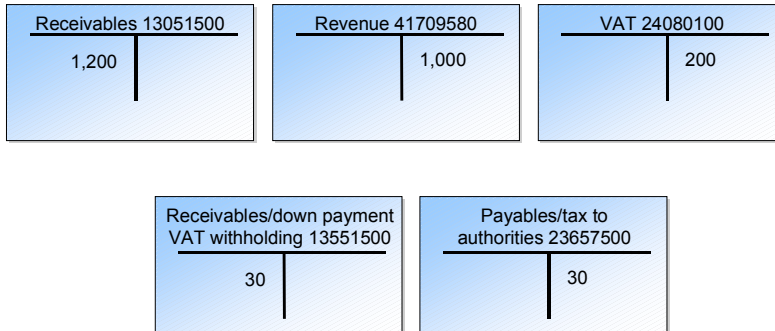 Receivables 13051500
1,200
Revenue 41709580
1,000
VAT 24080100
200
Receivables/down payment
VAT withholding 13551500
30
Payables/tax to
authorities 23657500
30